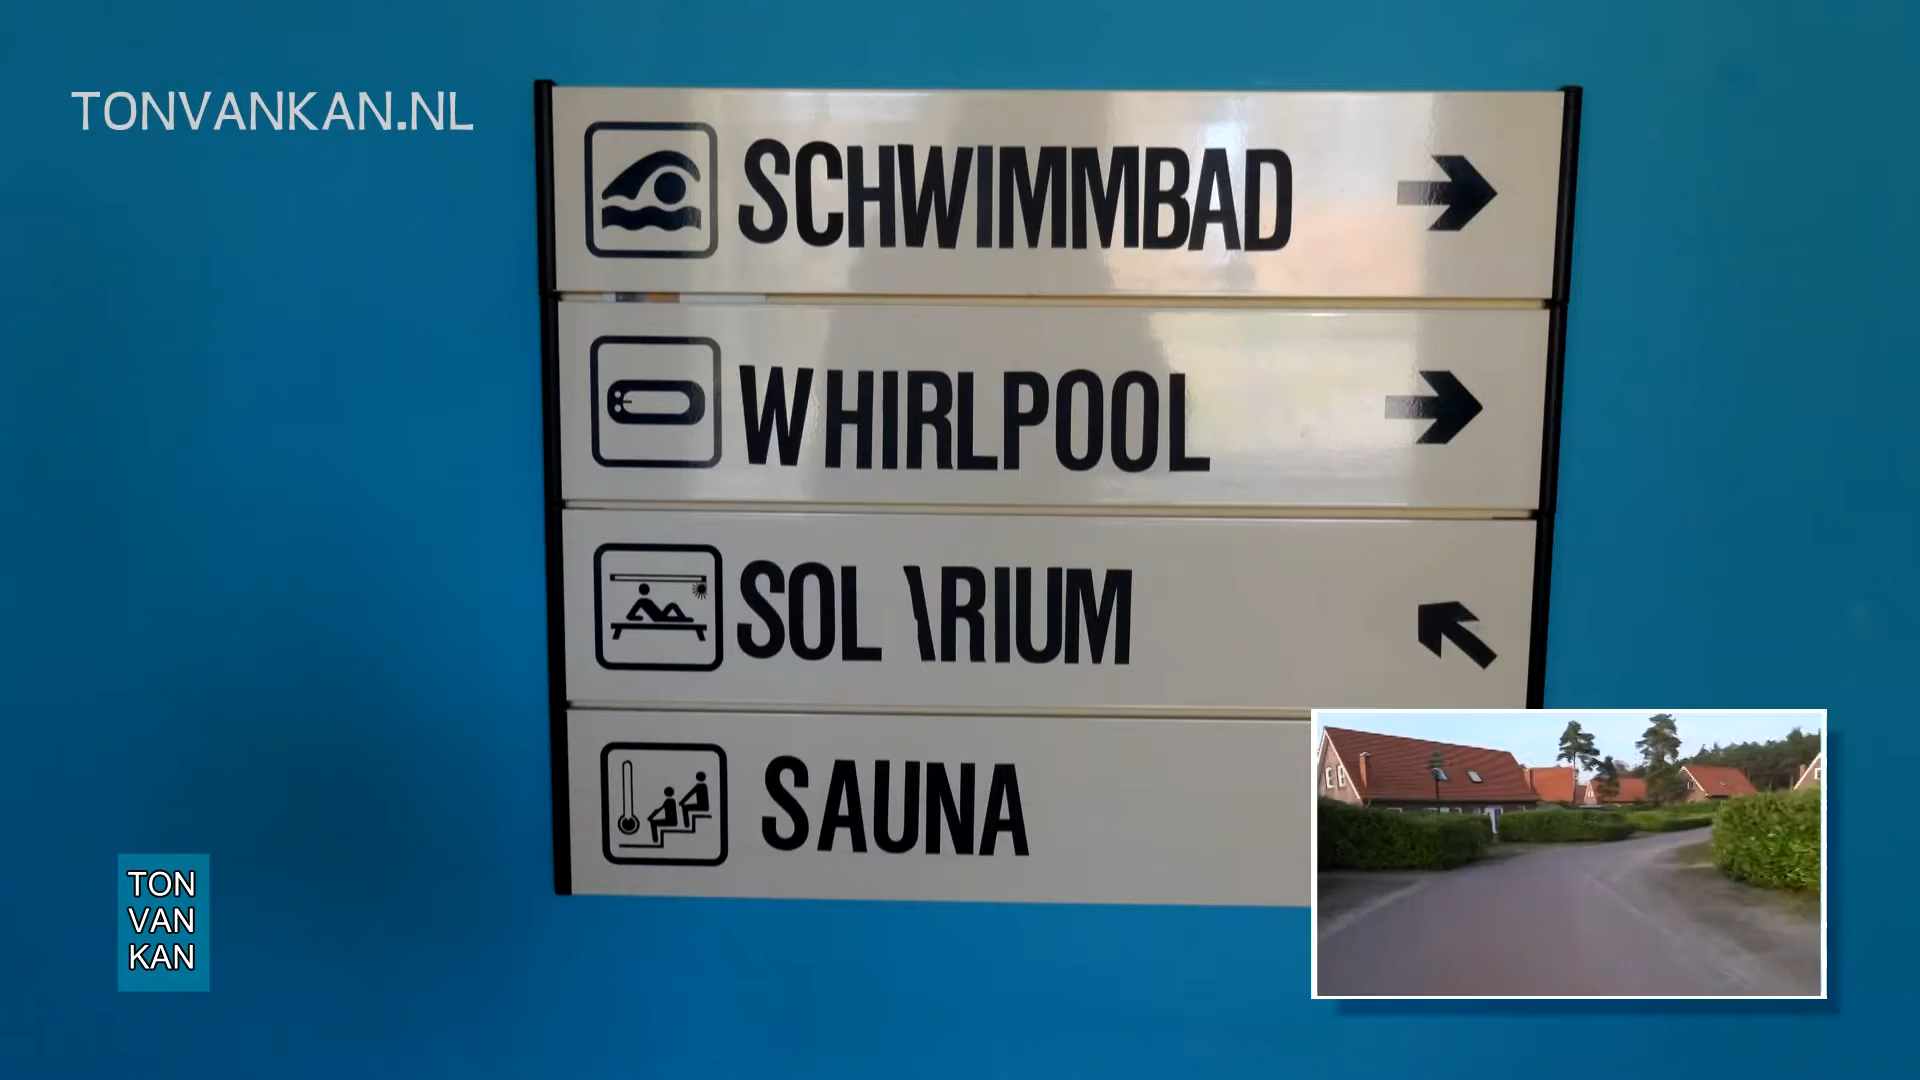 TONVANKAN.NL
SCHWIMMBAD
WHIRLPOOL
SOL \RIUM
SAUNA
TON
VAN
KAN